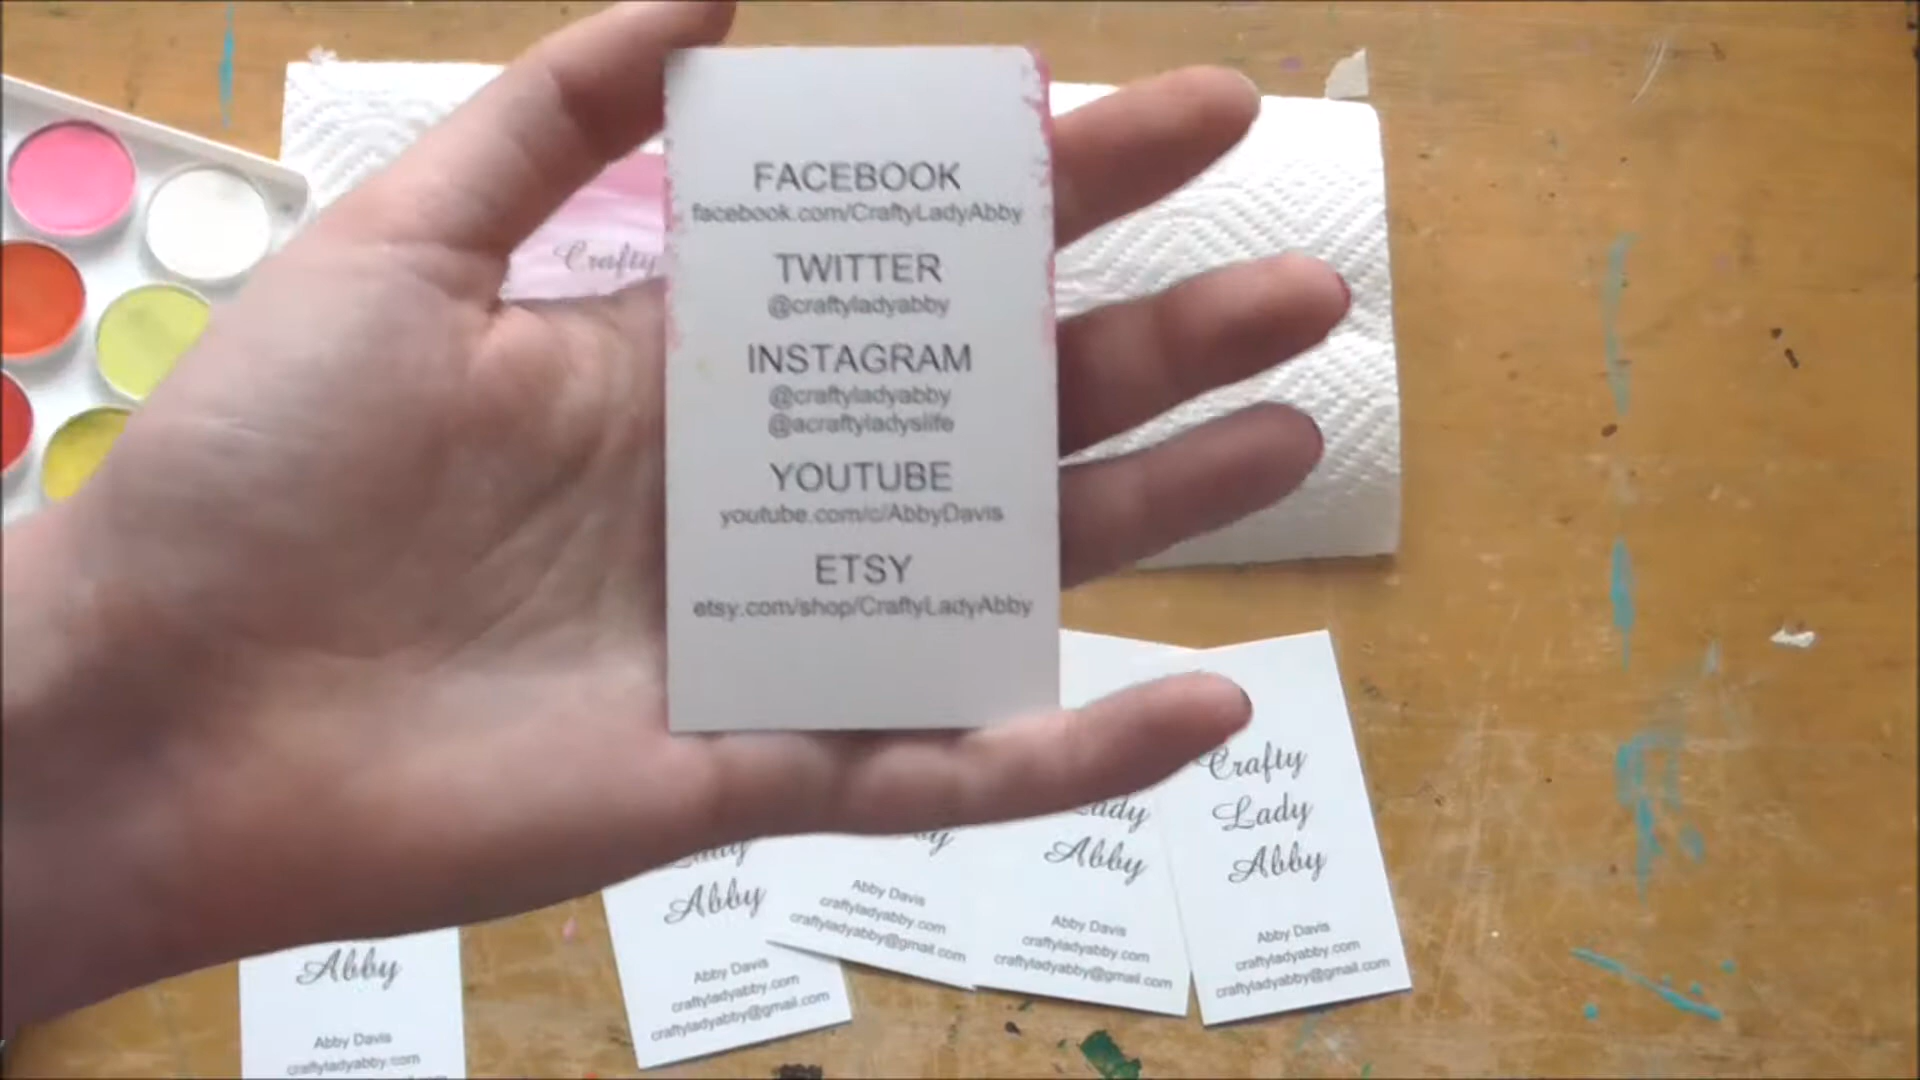 FACEBOOK
facebook.com/CraftyLadyAbby
TWITTER
@craftyladyabby
INSTAGRAM
@craftyladyabby
@acraftyladyslife
YOUTUBE
youtube.com/c/AbbyDavis
ETSY
etsy.com/shop/CraftyLadyAbby
Crafty
Abby
Abby Davis
craftyladyabby.com
Lady
Abby
Abby Davis
craftyladyabby.com
craftyladyabby@gmail.com
Abby Davis
craftyladyabby.com
craftyladyabby@gmail.com
Lady
Abby
Abby Davis
craftyladyabby.com
craftyladyabby@gmail.com
Crafty
Lady
Abby
Abby Davis
craftyladyabby.com
craftyladyabby@gmail.com